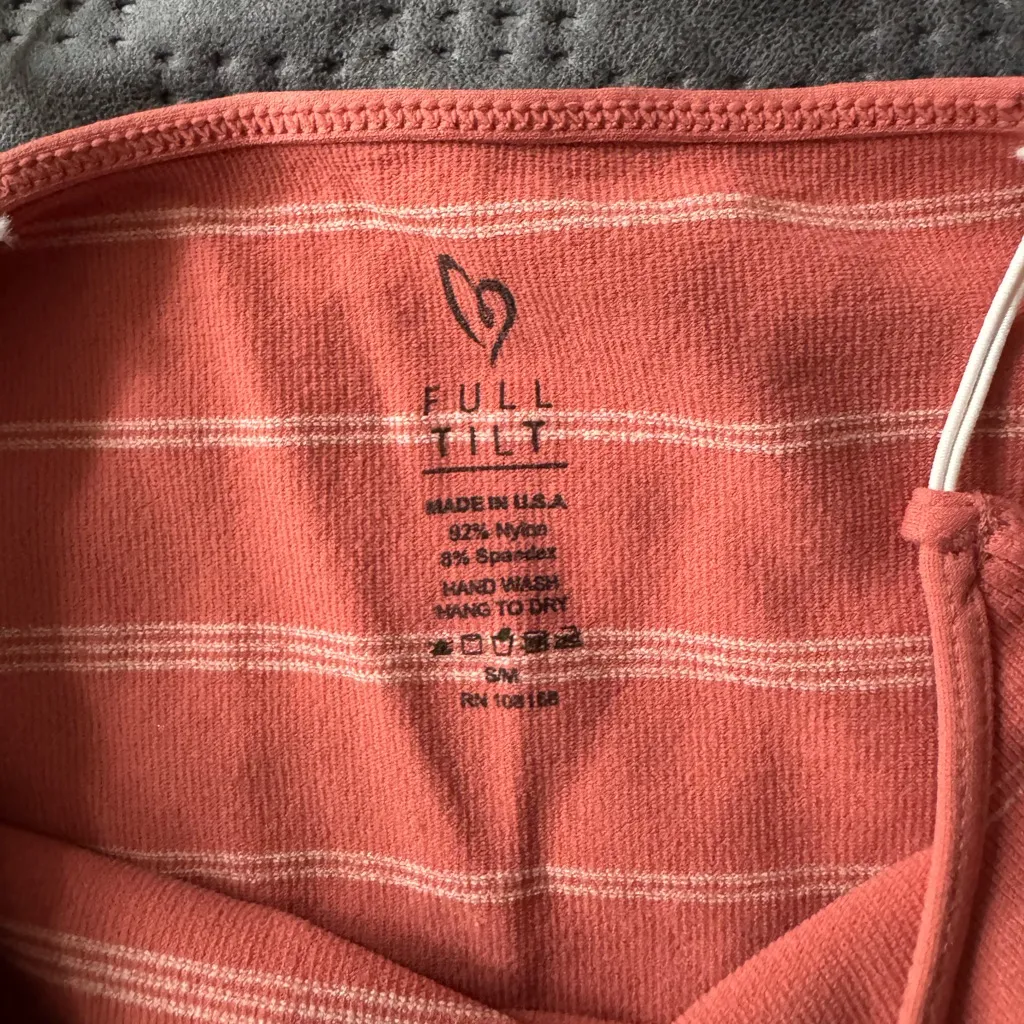 FULL
TILT
MADE IN U.S.A
92% Nylon
8% Spandex
HAND WASH
HANG TO DRY
S/M
RN 108168